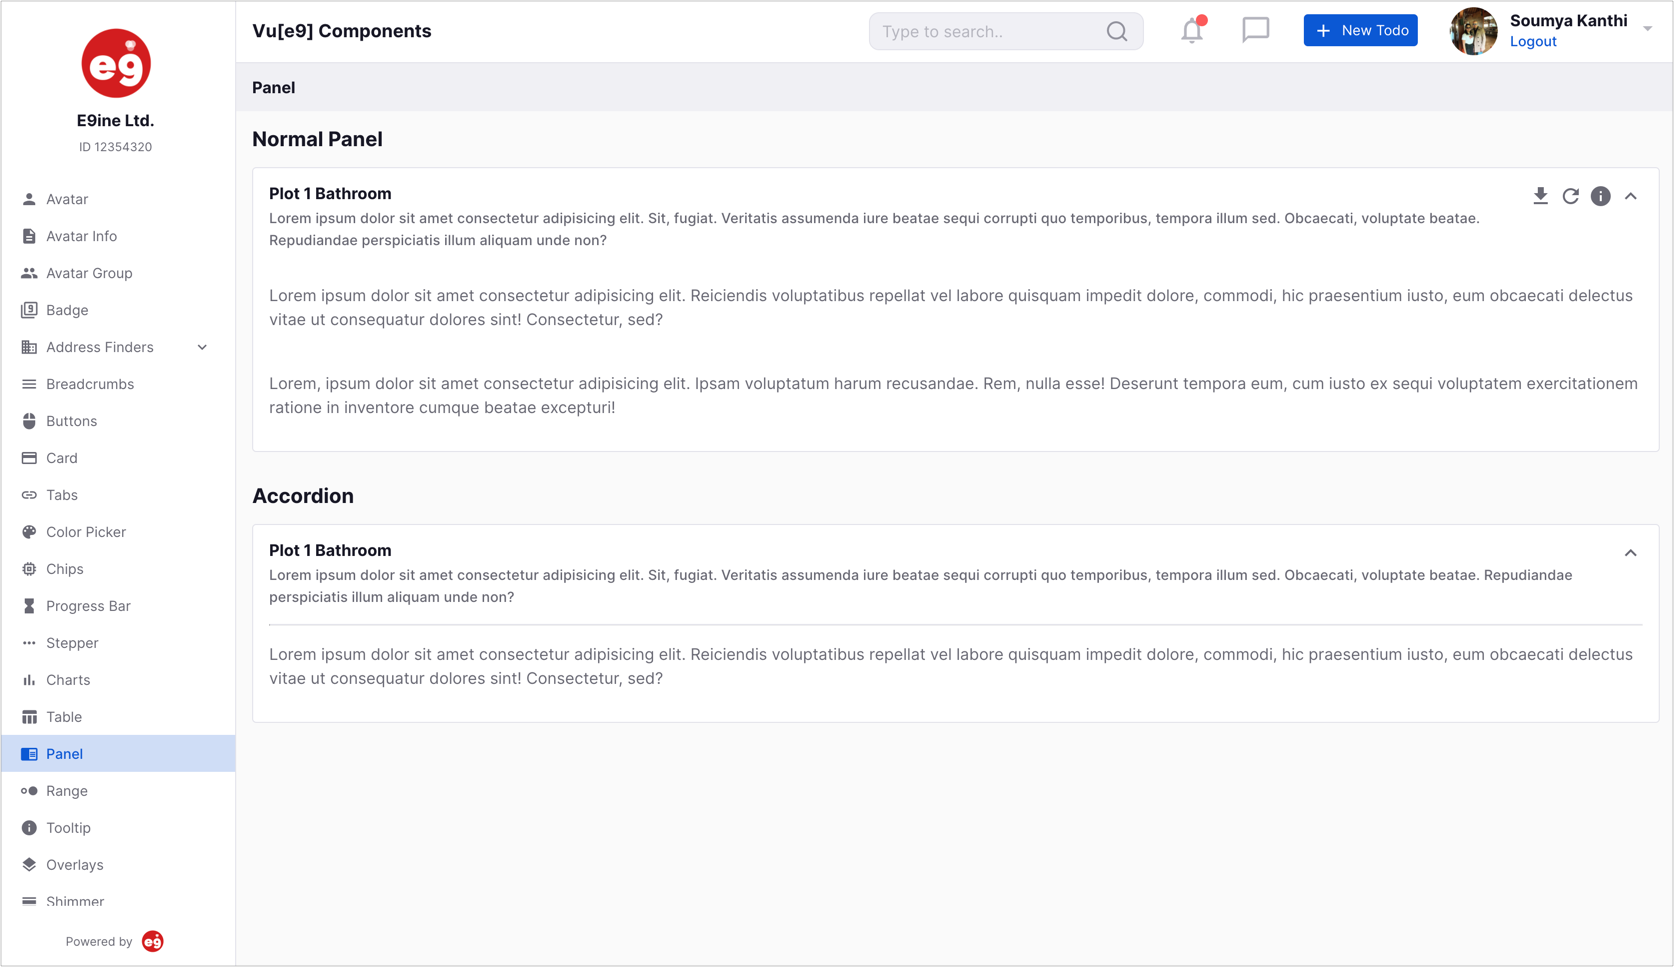 e9
E9ine Ltd.
ID 12354320
Avatar
Avatar Info
Avatar Group
9
Badge
Address Finders
Breadcrumbs
Buttons
Card
Tabs
Color Picker
Chips
Progress Bar
Stepper
Charts
Table
Panel
Range
Tooltip
Overlays
Shimmer
Powered by e9
Vu[e9] Components
Type to search..
New Todo
Soumya Kanthi
Logout
Panel
Normal Panel
Plot 1 Bathroom
Lorem ipsum dolor sit amet consectetur adipisicing elit. Sit, fugiat. Veritatis assumenda iure beatae sequi corrupti quo temporibus, tempora illum sed. Obcaecati, voluptate beatae.
Repudiandae perspiciatis illum aliquam unde non?
Lorem ipsum dolor sit amet consectetur adipisicing elit. Reiciendis voluptatibus repellat vel labore quisquam impedit dolore, commodi, hic praesentium iusto, eum obcaecati delectus
vitae ut consequatur dolores sint! Consectetur, sed?
Lorem, ipsum dolor sit amet consectetur adipisicing elit. Ipsam voluptatum harum recusandae. Rem, nulla esse! Deserunt tempora eum, cum iusto ex sequi voluptatem exercitationem
ratione in inventore cumque beatae excepturi!
Accordion
Plot 1 Bathroom
Lorem ipsum dolor sit amet consectetur adipisicing elit. Sit, fugiat. Veritatis assumenda iure beatae sequi corrupti quo temporibus, tempora illum sed. Obcaecati, voluptate beatae. Repudiandae
perspiciatis illum aliquam unde non?
Lorem ipsum dolor sit amet consectetur adipisicing elit. Reiciendis voluptatibus repellat vel labore quisquam impedit dolore, commodi, hic praesentium iusto, eum obcaecati delectus
vitae ut consequatur dolores sint! Consectetur, sed?